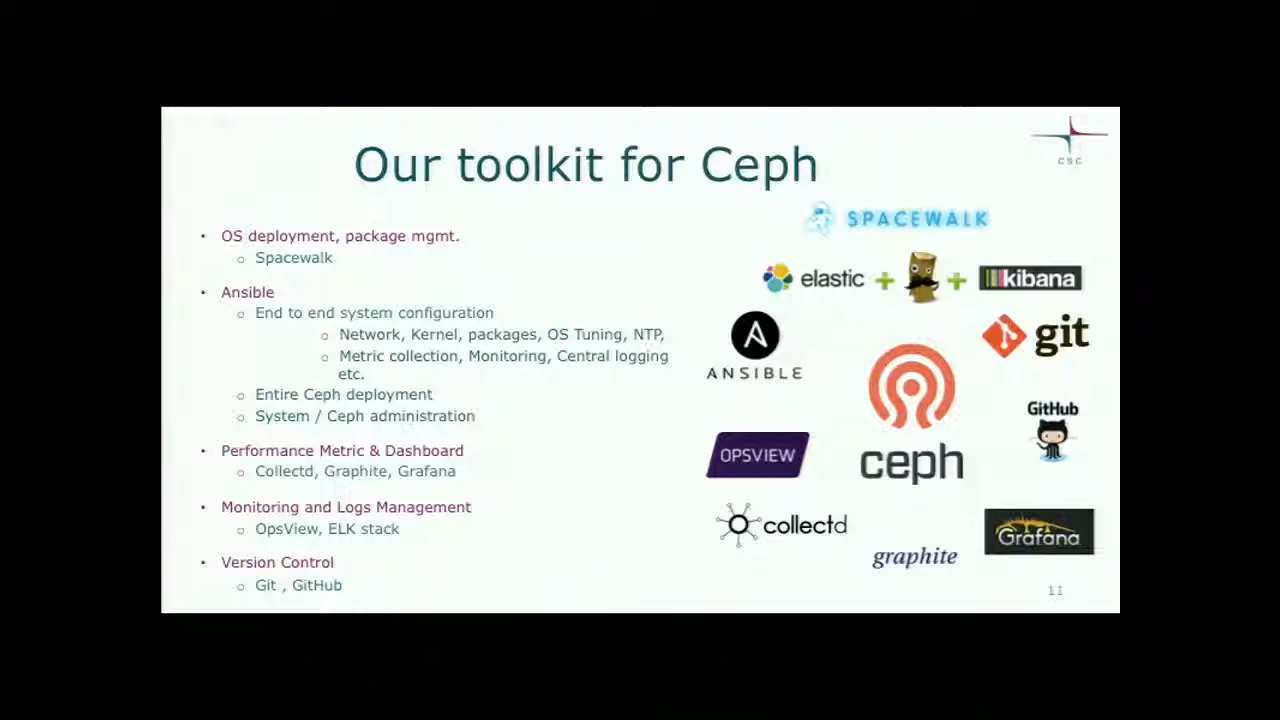 Our toolkit for Ceph
CSC
• OS deployment, package mgmt.
o Spacewalk
• Ansible
o End to end system configuration
o Network, Kernel, packages, OS Tuning, NTP,
o Metric collection, Monitoring, Central logging
etc.
o Entire Ceph deployment
o System / Ceph administration
• Performance Metric & Dashboard
o Collectd, Graphite, Grafana
• Monitoring and Logs Management
o OpsView, ELK stack
• Version Control
o Git , GitHub
SPACEWALK
elastic + + kibana
ANSIBLE
git
GitHub
OPSVIEW
ceph
collectd
graphite
Grafana
11